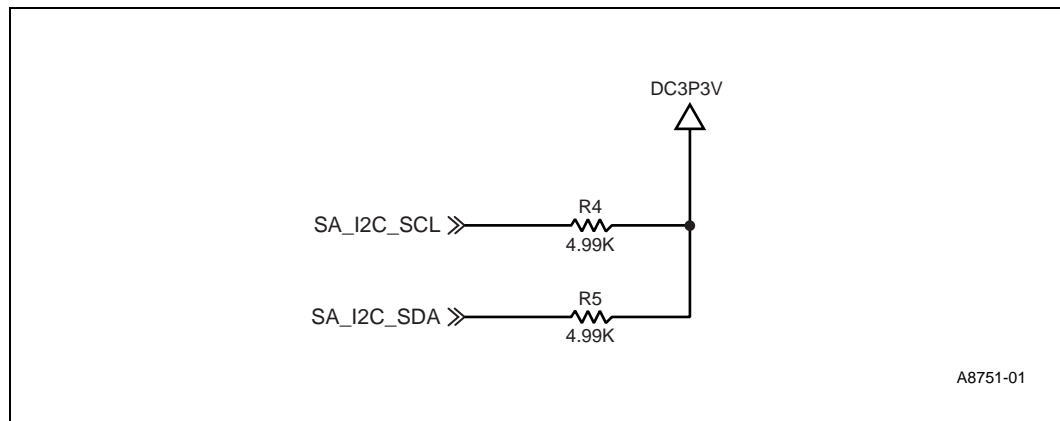 DC3P3V
R4
SA_I2C_SCL
4.99K
R5
SA_I2C_SDA
4.99K
A8751-01